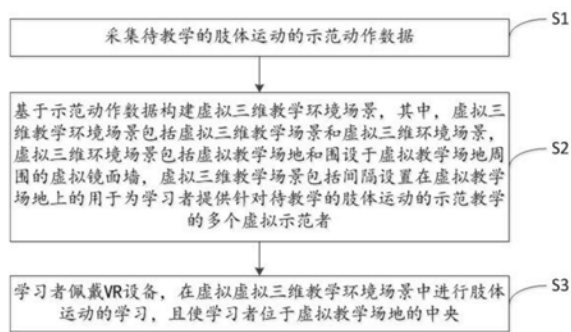 采集待教学的肢体运动的示范动作数据
S1
基于示范动作数据构建虚拟三维教学环境场景，其中，虚拟三
维教学环境场景包括虚拟三维教学场景和虚拟三维环境场景，
虚拟三维环境场景包括虚拟教学场地和围设于虚拟教学场地周
围的虚拟镜面墙，虚拟三维教学场景包括间隔设置在虚拟教学
场地上的用于为学习者提供针对待教学的肢体运动的示范教学
的多个虚拟示范者
S2
学习者佩戴VR设备，在虚拟虚拟三维教学环境场景中进行肢体
运动的学习，且使学习者位于虚拟教学场地的中央
S3